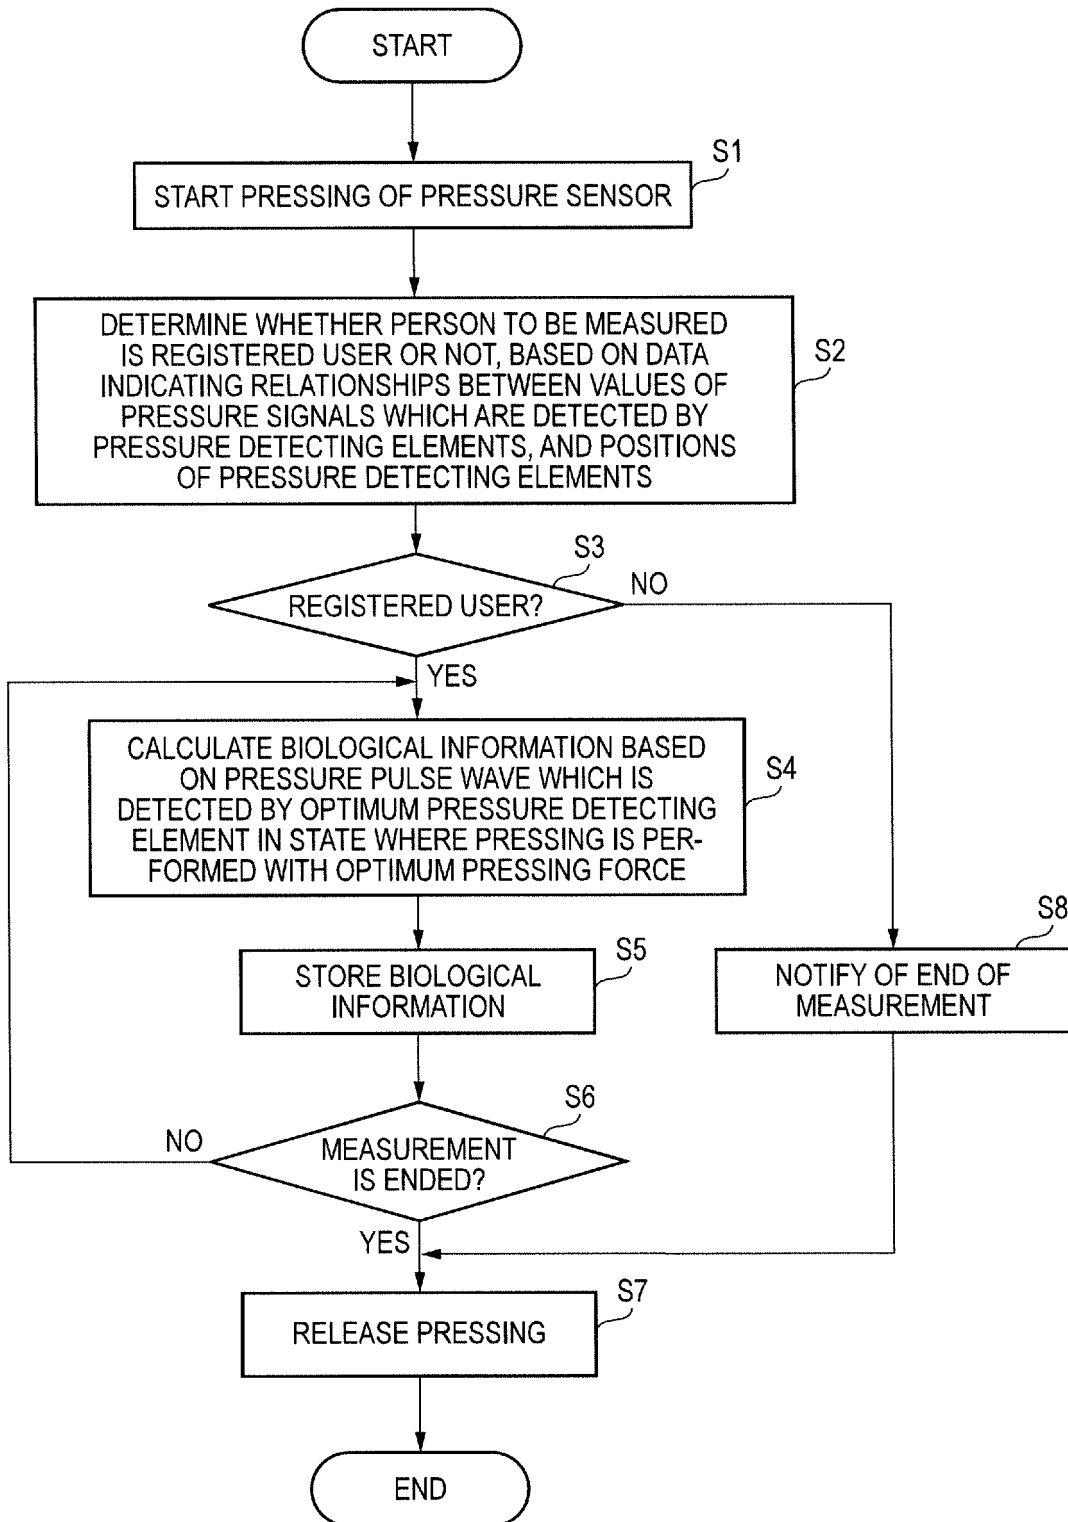 START
S1
START PRESSING OF PRESSURE SENSOR
S2
DETERMINE WHETHER PERSON TO BE MEASURED
IS REGISTERED USER OR NOT, BASED ON DATA
INDICATING RELATIONSHIPS BETWEEN VALUES OF
PRESSURE SIGNALS WHICH ARE DETECTED BY
PRESSURE DETECTING ELEMENTS, AND POSITIONS
OF PRESSURE DETECTING ELEMENTS
S3
REGISTERED USER?
NO
YES
S4
CALCULATE BIOLOGICAL INFORMATION BASED
ON PRESSURE PULSE WAVE WHICH IS
DETECTED BY OPTIMUM PRESSURE DETECTING
ELEMENT IN STATE WHERE PRESSING IS PER-
FORMED WITH OPTIMUM PRESSING FORCE
S5
STORE BIOLOGICAL
INFORMATION
S8
NOTIFY OF END OF
MEASUREMENT
S6
MEASUREMENT
IS ENDED?
NO
YES
S7
RELEASE PRESSING
END